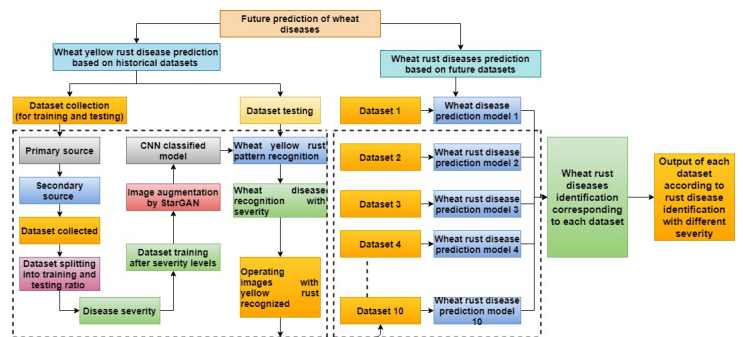 Future prediction of wheat
diseases
Wheat yellow rust disease prediction
based on historical datasets
Wheat rust diseases prediction
based on future datasets
Dataset collection
(for training and testing)
Dataset testing
Primary source
Secondary
source
Dataset collected
Dataset splitting
into training and
testing ratio
Disease severity
Dataset training
after severity levels
Image augmentation
by StarGAN
CNN classified
model
Wheat yellow rust
pattern recognition
Wheat disease
recognition with
severity
Operating
images with
yellow rust
recognized
Dataset 1
Wheat disease
prediction model 1
Dataset 2
Wheat rust disease
prediction model 2
Dataset 3
Wheat rust disease
prediction model 3
Dataset 4
Wheat rust disease
prediction model 4
Dataset 10
Wheat rust disease
prediction model
10
Wheat rust
diseases
identification
corresponding
to each dataset
Output of each
dataset
according to
rust disease
identification
with different
severity